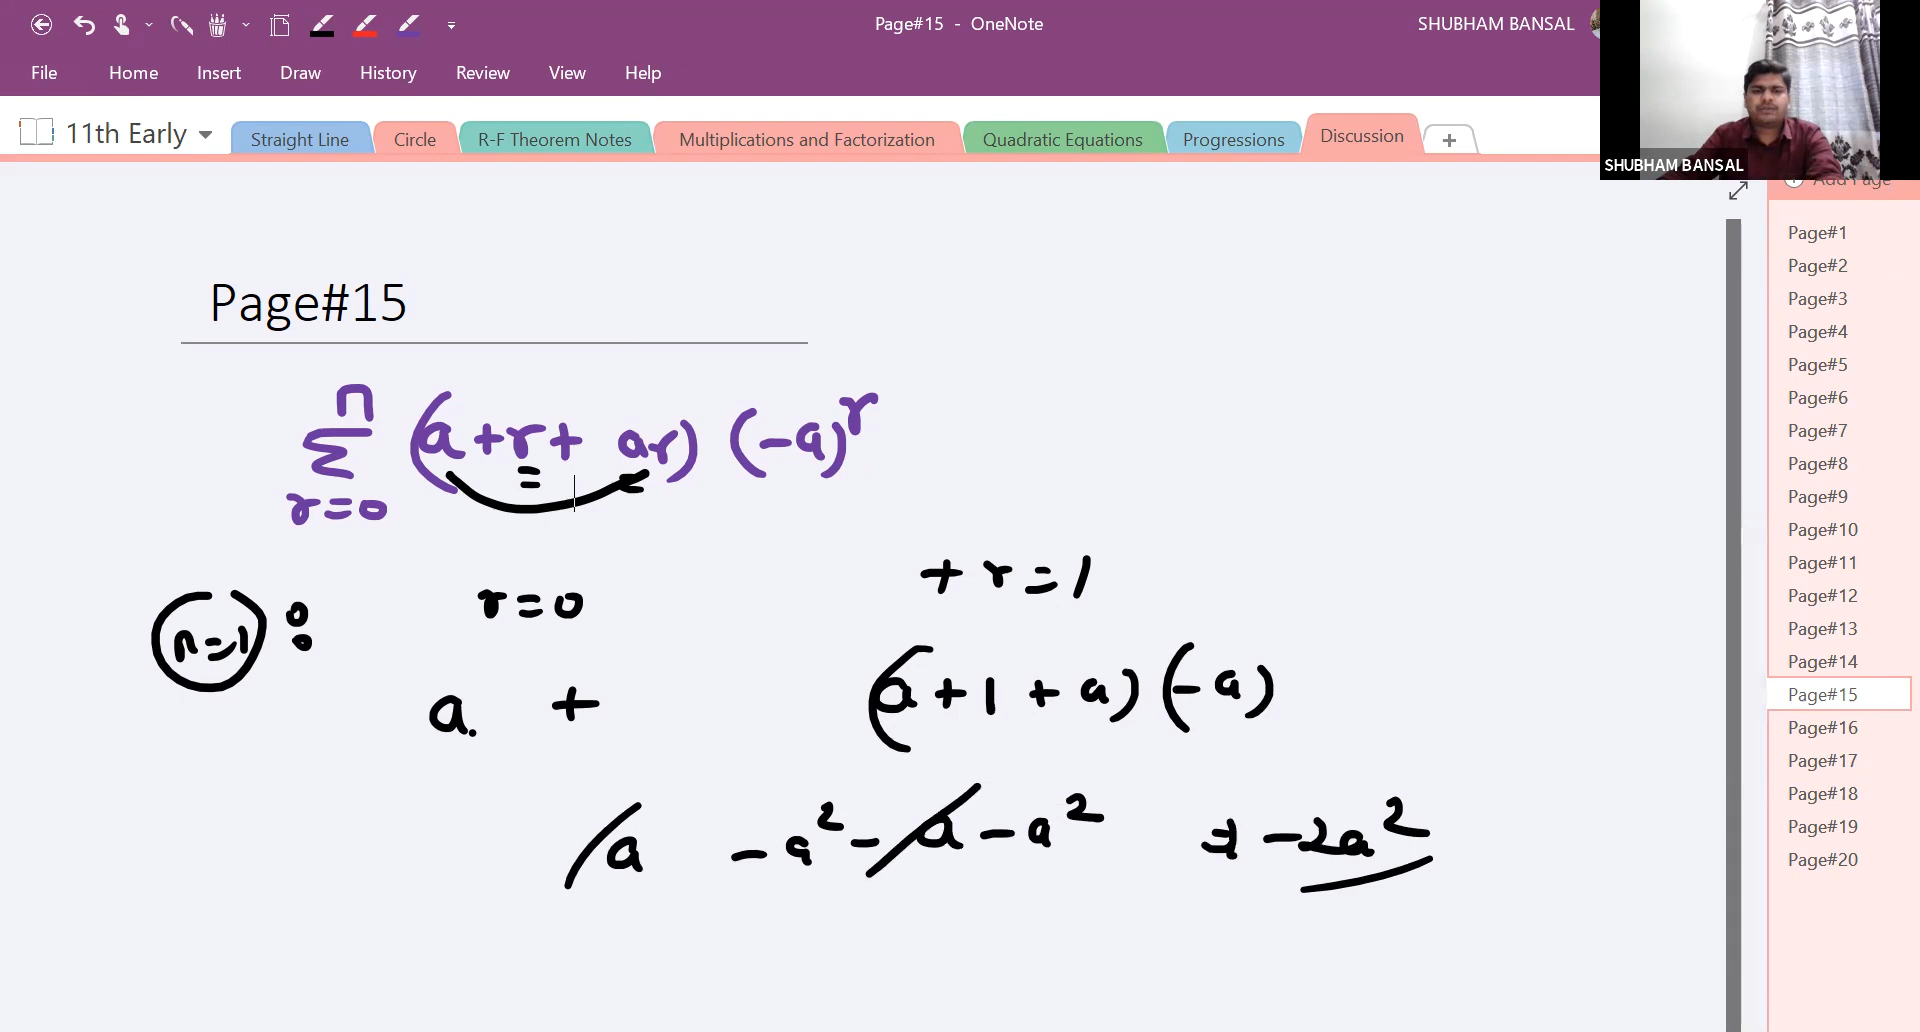 Page#15 - OneNote
SHUBHAM BANSAL
File Home Insert Draw History Review View Help
SHUBHAM BANSAL
11th Early
Straight Line Circle R-F Theorem Notes Multiplications and Factorization Quadratic Equations Progressions Discussion +
Add Page
Page#1
Page#2
Page#3
Page#4
Page#5
Page#6
Page#7
Page#8
Page#9
Page#10
Page#11
Page#12
Page#13
Page#14
Page#15
Page#16
Page#17
Page#18
Page#19
Page#20
Page#15
n
Σ (a + r + ar) (-a)^r
r=0
r=0 + r=1
n=1 :
a + (a + 1 + a) (-a)
a - a² - a - a² ⇒ -2a²